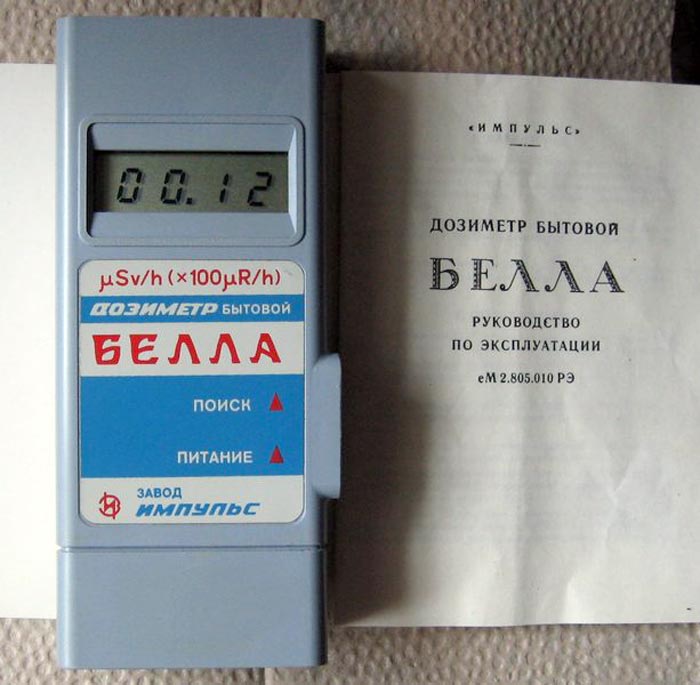 00.12
µSv/h (×100µR/h)
ДОЗИМЕТР БЫТОВОЙ
БЕЛЛА
ПОИСК
ПИТАНИЕ
ЗАВОД
ИМПУЛЬС
«ИМПУЛЬС»
ДОЗИМЕТР БЫТОВОЙ
БЕЛЛА
РУКОВОДСТВО
ПО ЭКСПЛУАТАЦИИ
еМ 2.805.010 РЭ